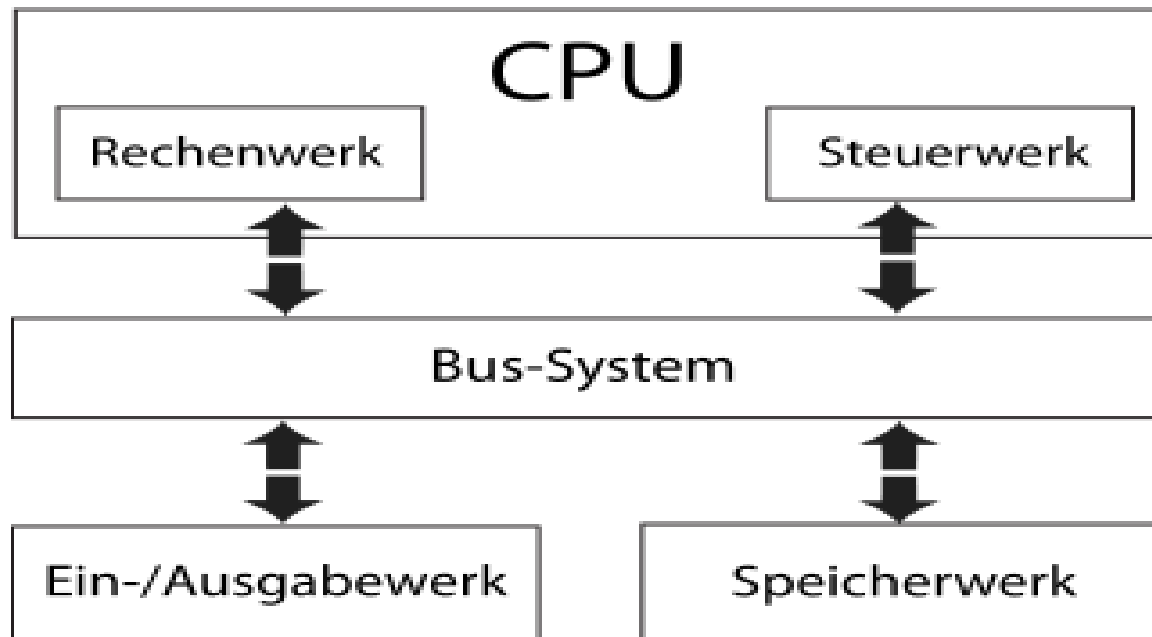 CPU
Rechenwerk
Steuerwerk
Bus-System
Ein-/Ausgabewerk
Speicherwerk